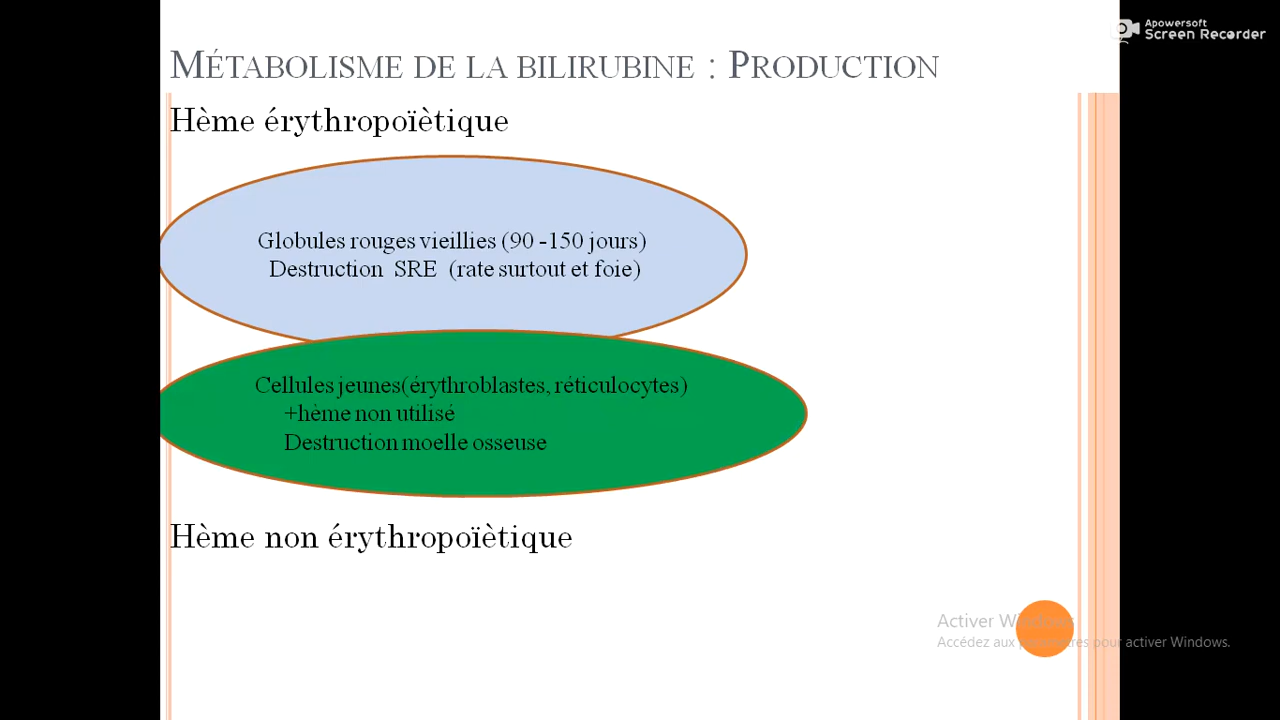 Apowersoft
Screen Recorder
MÉTABOLISME DE LA BILIRUBINE : PRODUCTION
Hème érythropoïètique
Globules rouges vieillies (90 -150 jours)
Destruction SRE (rate surtout et foie)
Cellules jeunes(érythroblastes, réticulocytes)
+hème non utilisé
Destruction moelle osseuse
Hème non érythropoïètique
Activer Windows
Accédez aux paramètres pour activer Windows.